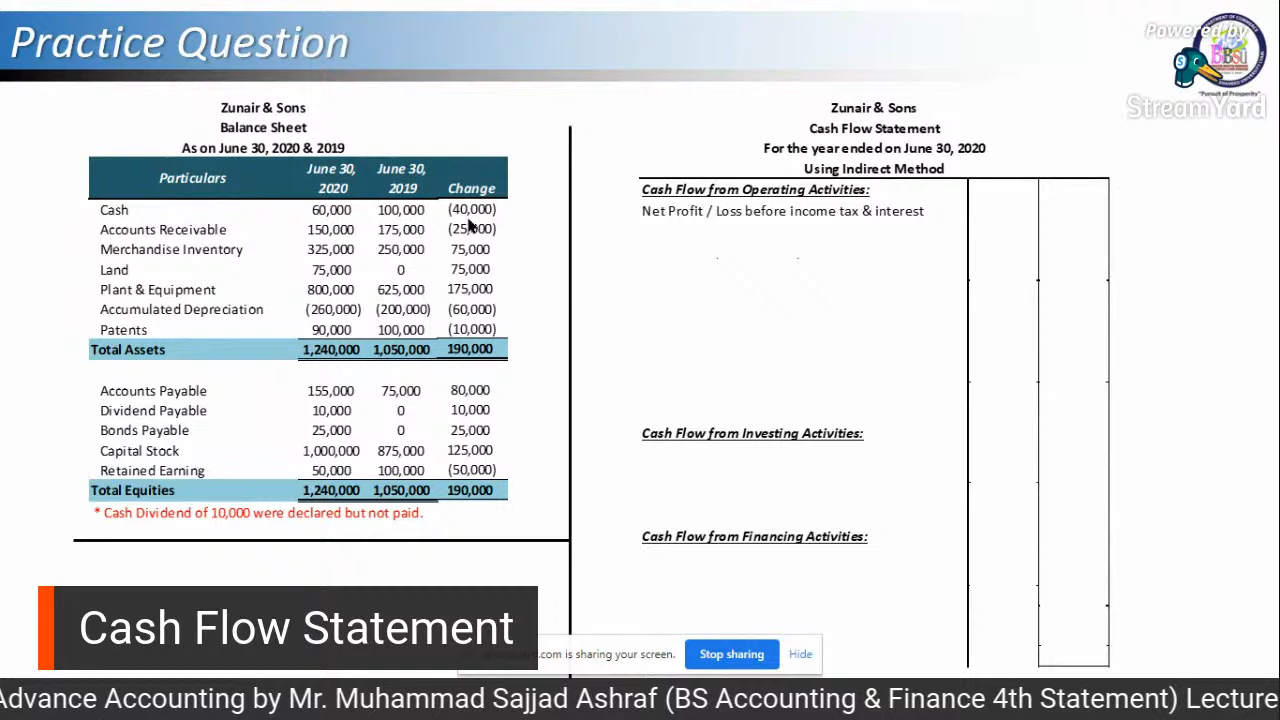 Practice Question
Powered by
StreamYard
"Pursuit of Prosperity"
Zunair & Sons
Balance Sheet
As on June 30, 2020 & 2019
Particulars June 30, 2020 June 30, 2019 Change
Cash 60,000 100,000 (40,000)
Accounts Receivable 150,000 175,000 (25,000)
Merchandise Inventory 325,000 250,000 75,000
Land 75,000 0 75,000
Plant & Equipment 800,000 625,000 175,000
Accumulated Depreciation (260,000) (200,000) (60,000)
Patents 90,000 100,000 (10,000)
Total Assets 1,240,000 1,050,000 190,000
Accounts Payable 155,000 75,000 80,000
Dividend Payable 10,000 0 10,000
Bonds Payable 25,000 0 25,000
Capital Stock 1,000,000 875,000 125,000
Retained Earning 50,000 100,000 (50,000)
Total Equities 1,240,000 1,050,000 190,000
* Cash Dividend of 10,000 were declared but not paid.
Zunair & Sons
Cash Flow Statement
For the year ended on June 30, 2020
Using Indirect Method
Cash Flow from Operating Activities:
Net Profit / Loss before income tax & interest
Cash Flow from Investing Activities:
Cash Flow from Financing Activities:
Cash Flow Statement
.com is sharing your screen. Stop sharing Hide
Advance Accounting by Mr. Muhammad Sajjad Ashraf (BS Accounting & Finance 4th Statement) Lecture